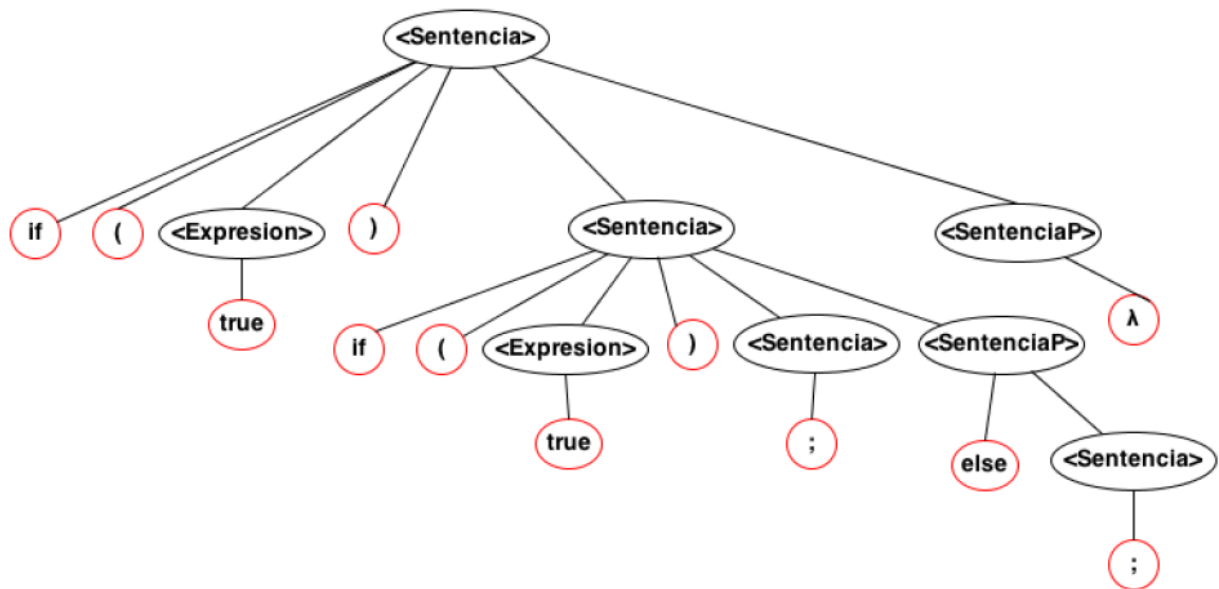 <Sentencia>
if ( <Expresion> ) <Sentencia> <SentenciaP>
true if ( <Expresion> ) <Sentencia> <SentenciaP> λ
true ; else <Sentencia>
;